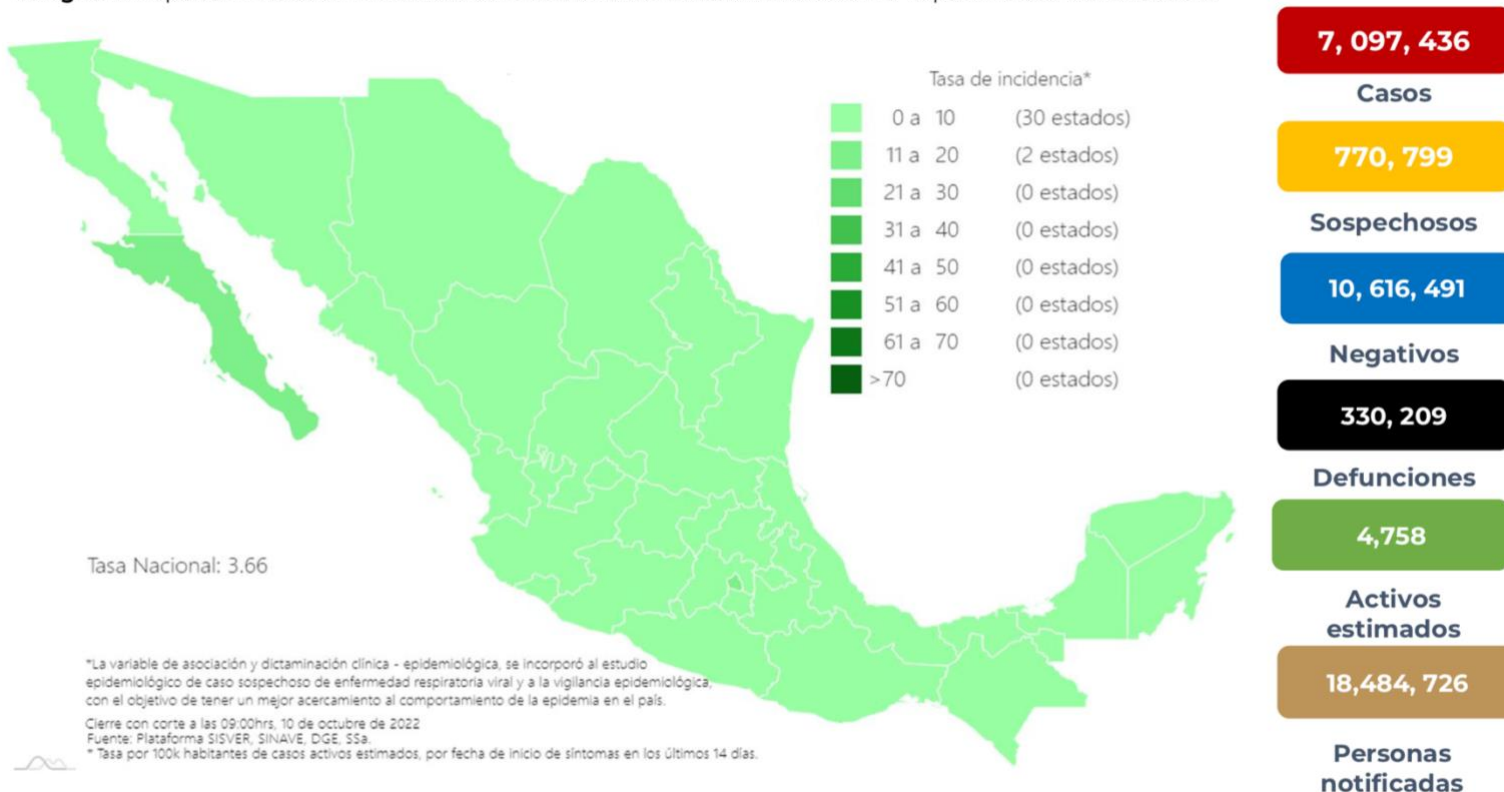 Tasa de incidencia*
0 a 10 (30 estados)
11 a 20 (2 estados)
21 a 30 (0 estados)
31 a 40 (0 estados)
41 a 50 (0 estados)
51 a 60 (0 estados)
61 a 70 (0 estados)
>70 (0 estados)
Tasa Nacional: 3.66
*La variable de asociación y dictaminación clínica - epidemiológica, se incorporó al estudio
epidemiológico de caso sospechoso de enfermedad respiratoria viral y a la vigilancia epidemiológica,
con el objetivo de tener un mejor acercamiento al comportamiento de la epidemia en el país.
Cierre con corte a las 09:00hrs, 10 de octubre de 2022
Fuente: Plataforma SISVER, SINAVE, DGE, SSa.
* Tasa por 100k habitantes de casos activos estimados, por fecha de inicio de síntomas en los últimos 14 días.
7, 097, 436
Casos
770, 799
Sospechosos
10, 616, 491
Negativos
330, 209
Defunciones
4,758
Activos
estimados
18,484, 726
Personas
notificadas